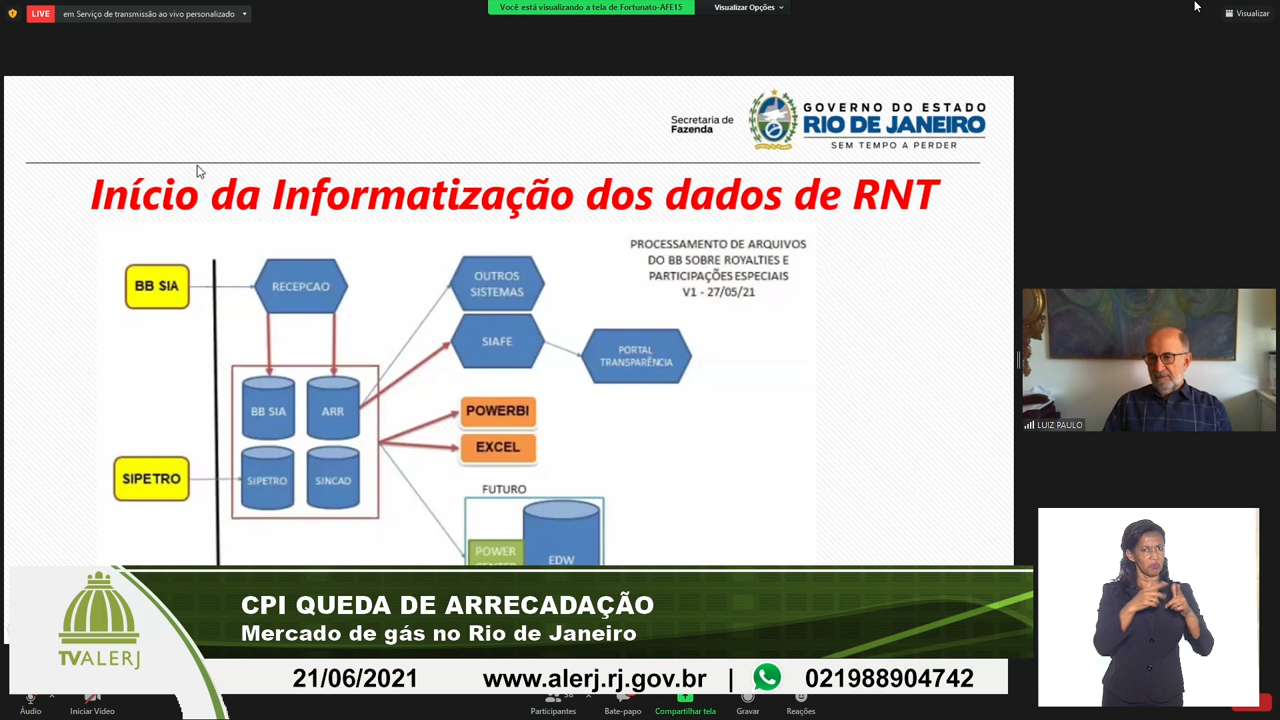 LIVE
em Serviço de transmissão ao vivo personalizado
Você está visualizando a tela de Fortunato-AFE15
Visualizar Opções
Visualizar
Secretaria de
Fazenda
GOVERNO DO ESTADO
RIO DE JANEIRO
SEM TEMPO A PERDER
Início da Informatização dos dados de RNT
PROCESSAMENTO DE ARQUIVOS
DO BB SOBRE ROYALTIES E
PARTICIPAÇÕES ESPECIAIS
V1 - 27/05/21
BB SIA
RECEPCAO
OUTROS
SISTEMAS
SIAFE
PORTAL
TRANSPARÊNCIA
BB SIA
ARR
POWERBI
EXCEL
SIPETRO
SIPETRO
SINCAD
FUTURO
POWER
EDW
LUIZ PAULO
TVALERJ
CPI QUEDA DE ARRECADAÇÃO
Mercado de gás no Rio de Janeiro
21/06/2021
www.alerj.rj.gov.br |
021988904742
Áudio
Iniciar Vídeo
Participantes
Bate-papo
Compartilhar tela
Gravar
Reações